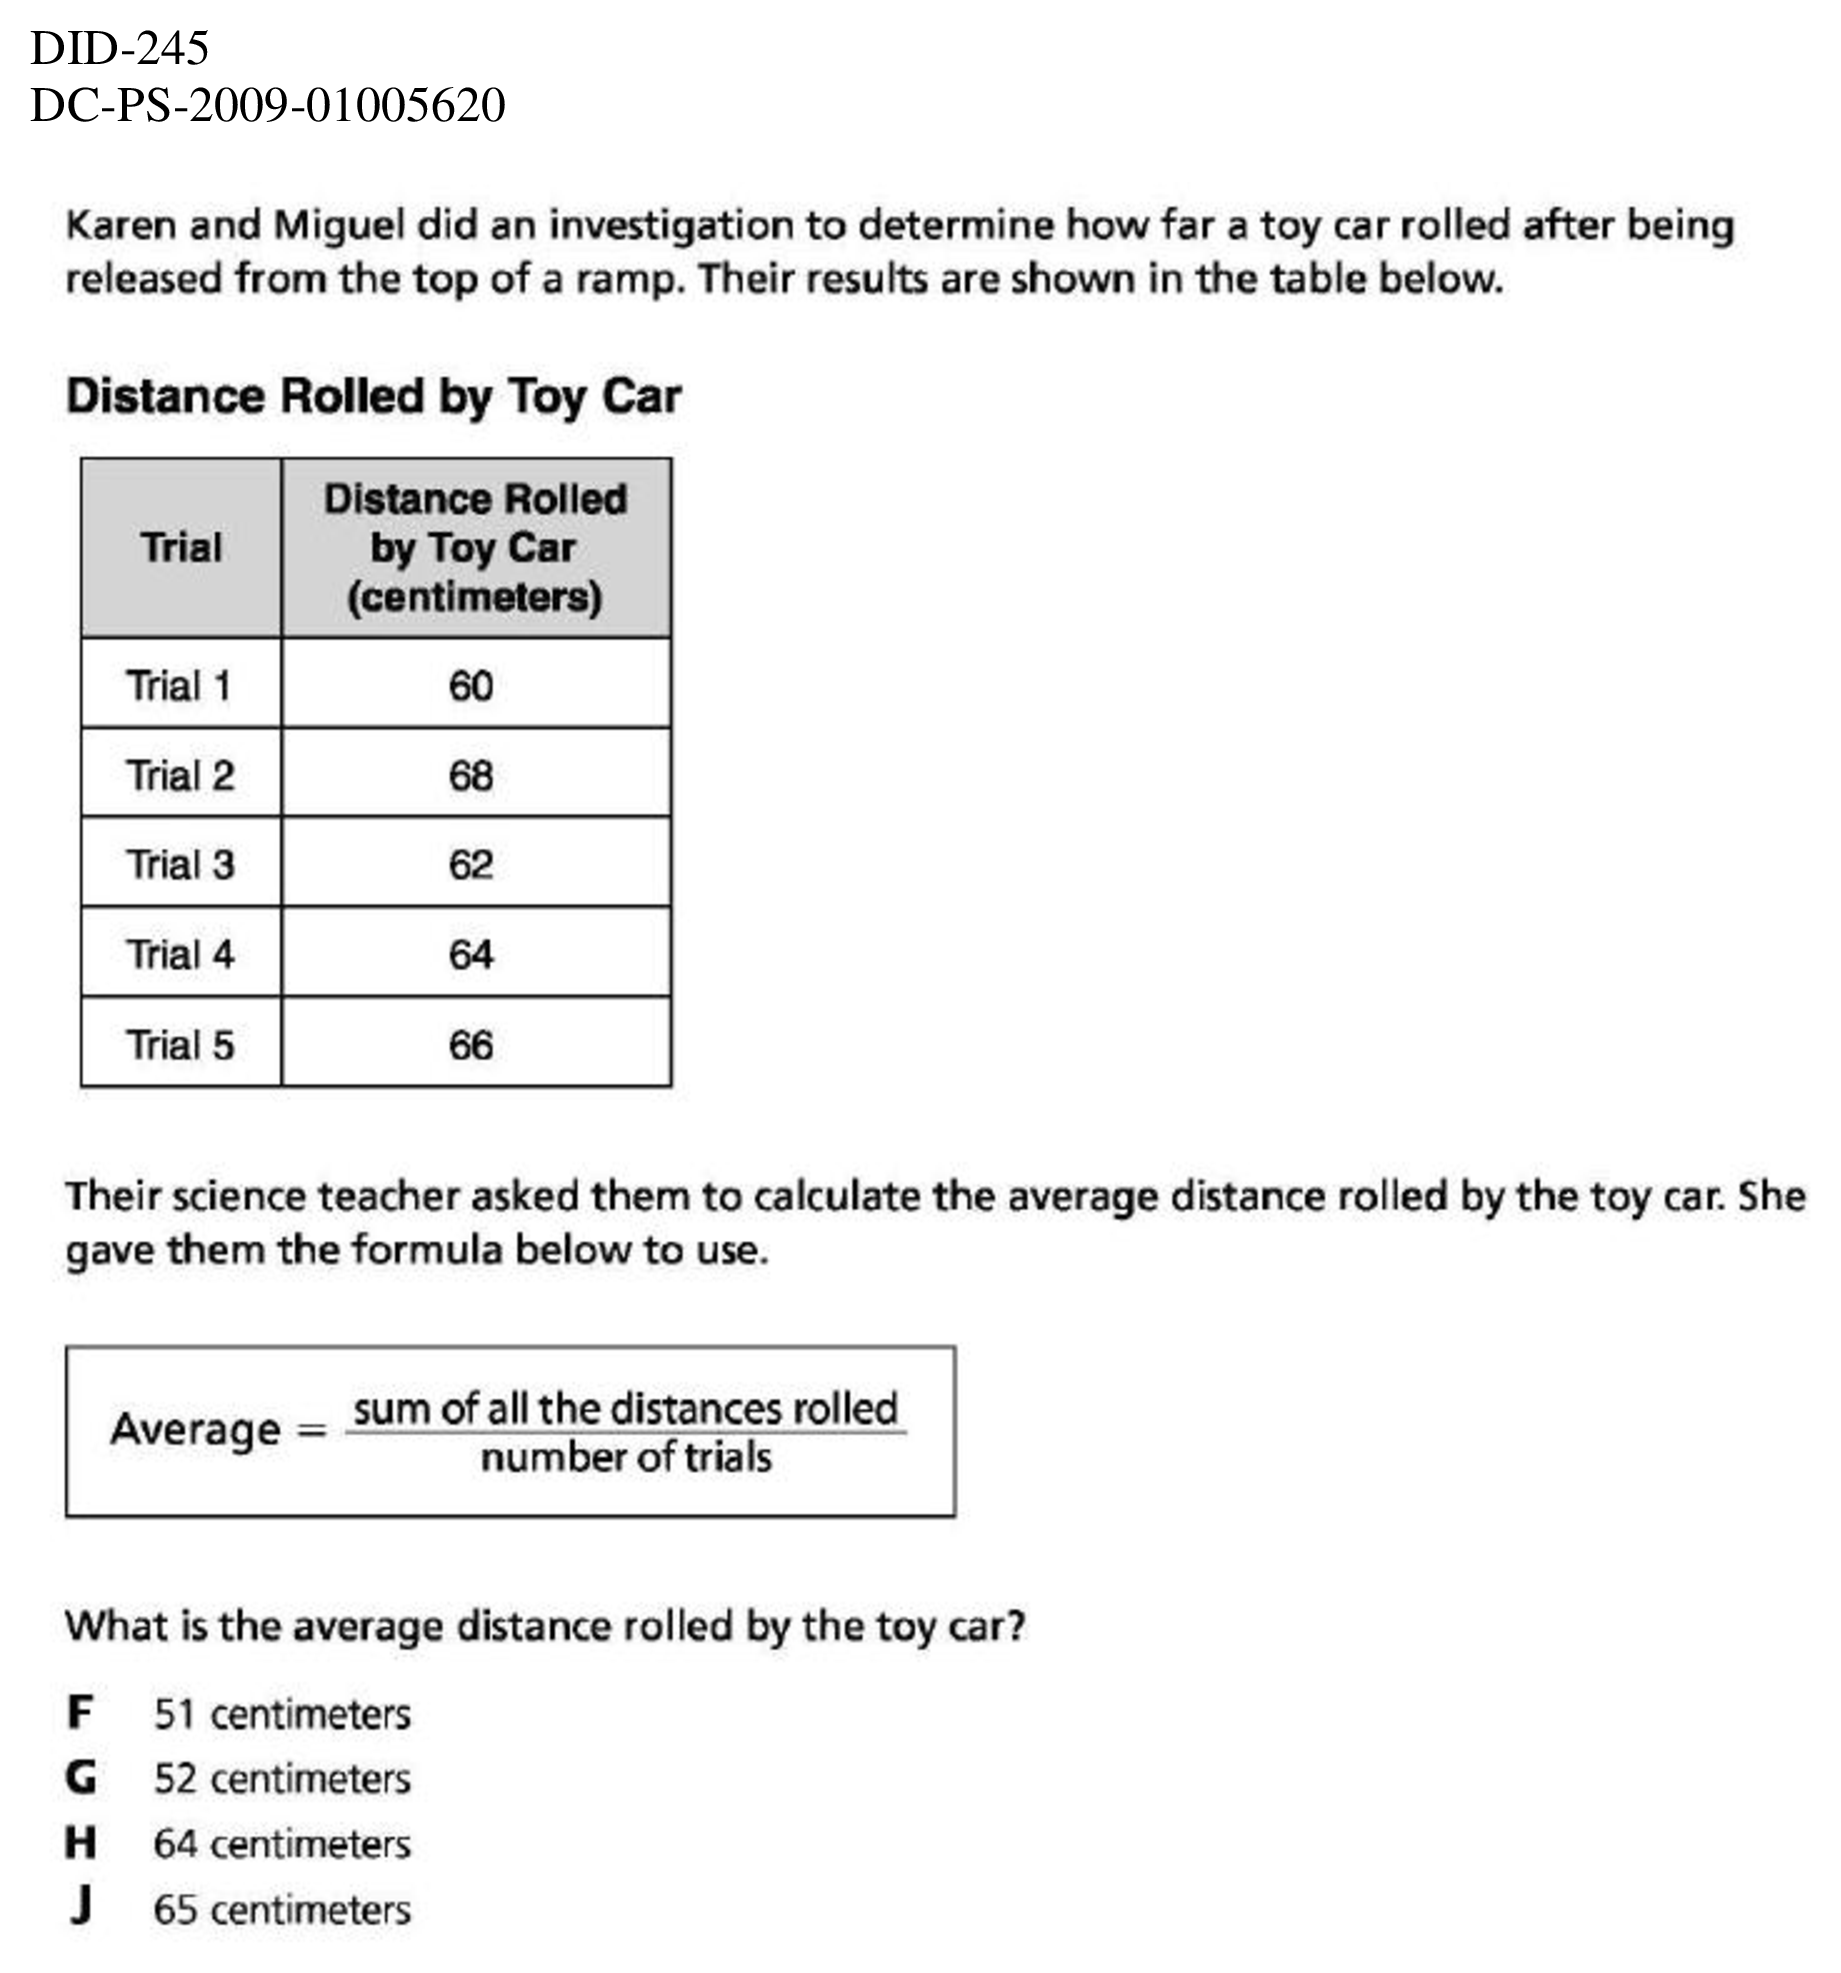 DID-245
DC-PS-2009-01005620
Karen and Miguel did an investigation to determine how far a toy car rolled after being
released from the top of a ramp. Their results are shown in the table below.
Distance Rolled by Toy Car
Trial
Distance Rolled
by Toy Car
(centimeters)
Trial 1 60
Trial 2 68
Trial 3 62
Trial 4 64
Trial 5 66
Their science teacher asked them to calculate the average distance rolled by the toy car. She
gave them the formula below to use.
Average = sum of all the distances rolled
number of trials
What is the average distance rolled by the toy car?
F 51 centimeters
G 52 centimeters
H 64 centimeters
J 65 centimeters